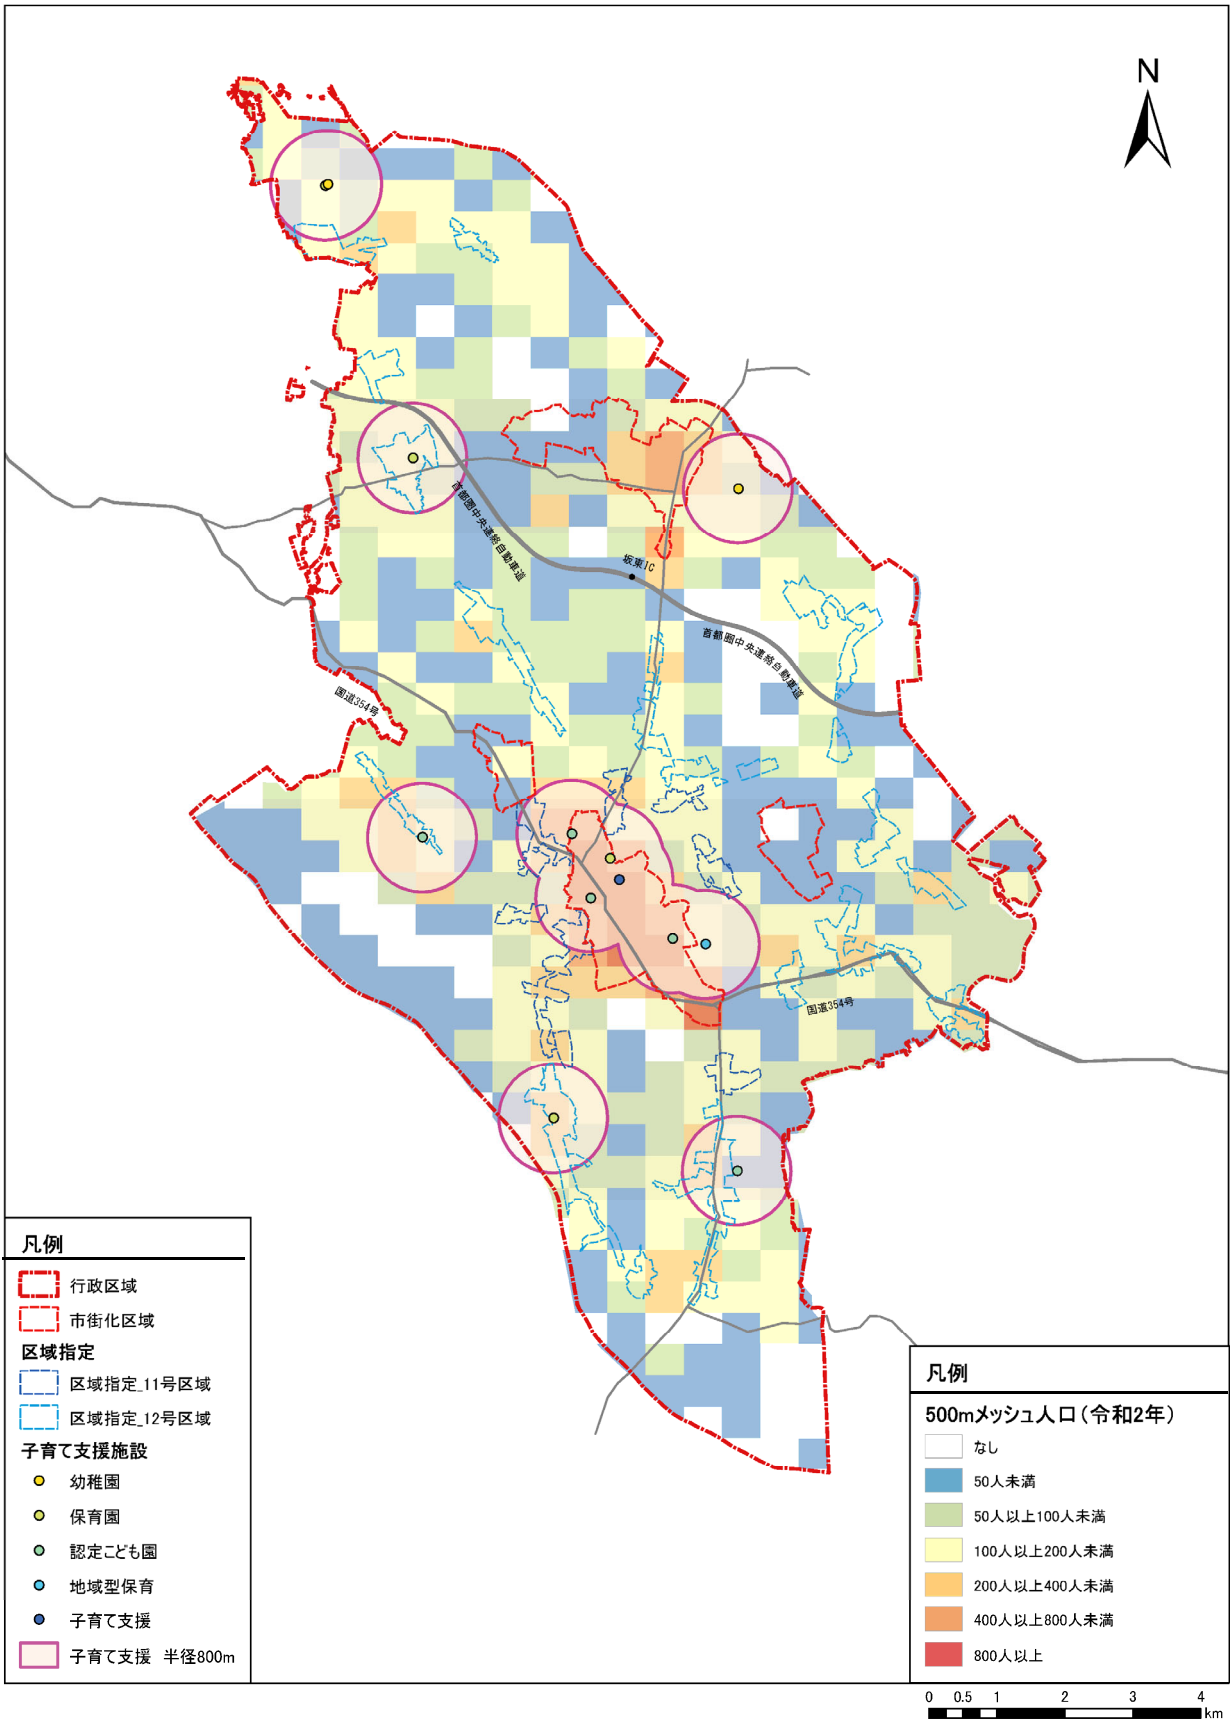 N
首都圏中央連絡自動車道
坂東IC
首都圏中央連絡自動車道
国道354号
国道354号
凡例
行政区域
市街化区域
区域指定
区域指定_11号区域
区域指定_12号区域
子育て支援施設
幼稚園
保育園
認定こども園
地域型保育
子育て支援
子育て支援 半径800m
凡例
500mメッシュ人口(令和2年)
なし
50人未満
50人以上100人未満
100人以上200人未満
200人以上400人未満
400人以上800人未満
800人以上
0 0.5 1 2 3 4
km